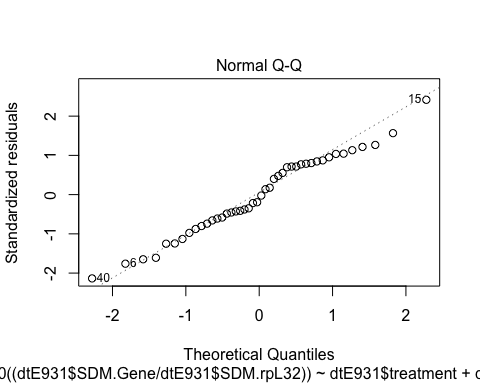 Normal Q-Q
Standardized residuals
-2 -1 0 1 2
15
6
40
-2 -1 0 1 2
Theoretical Quantiles
0((dtE931$SDM.Gene/dtE931$SDM.rpL32)) ~ dtE931$treatment + c